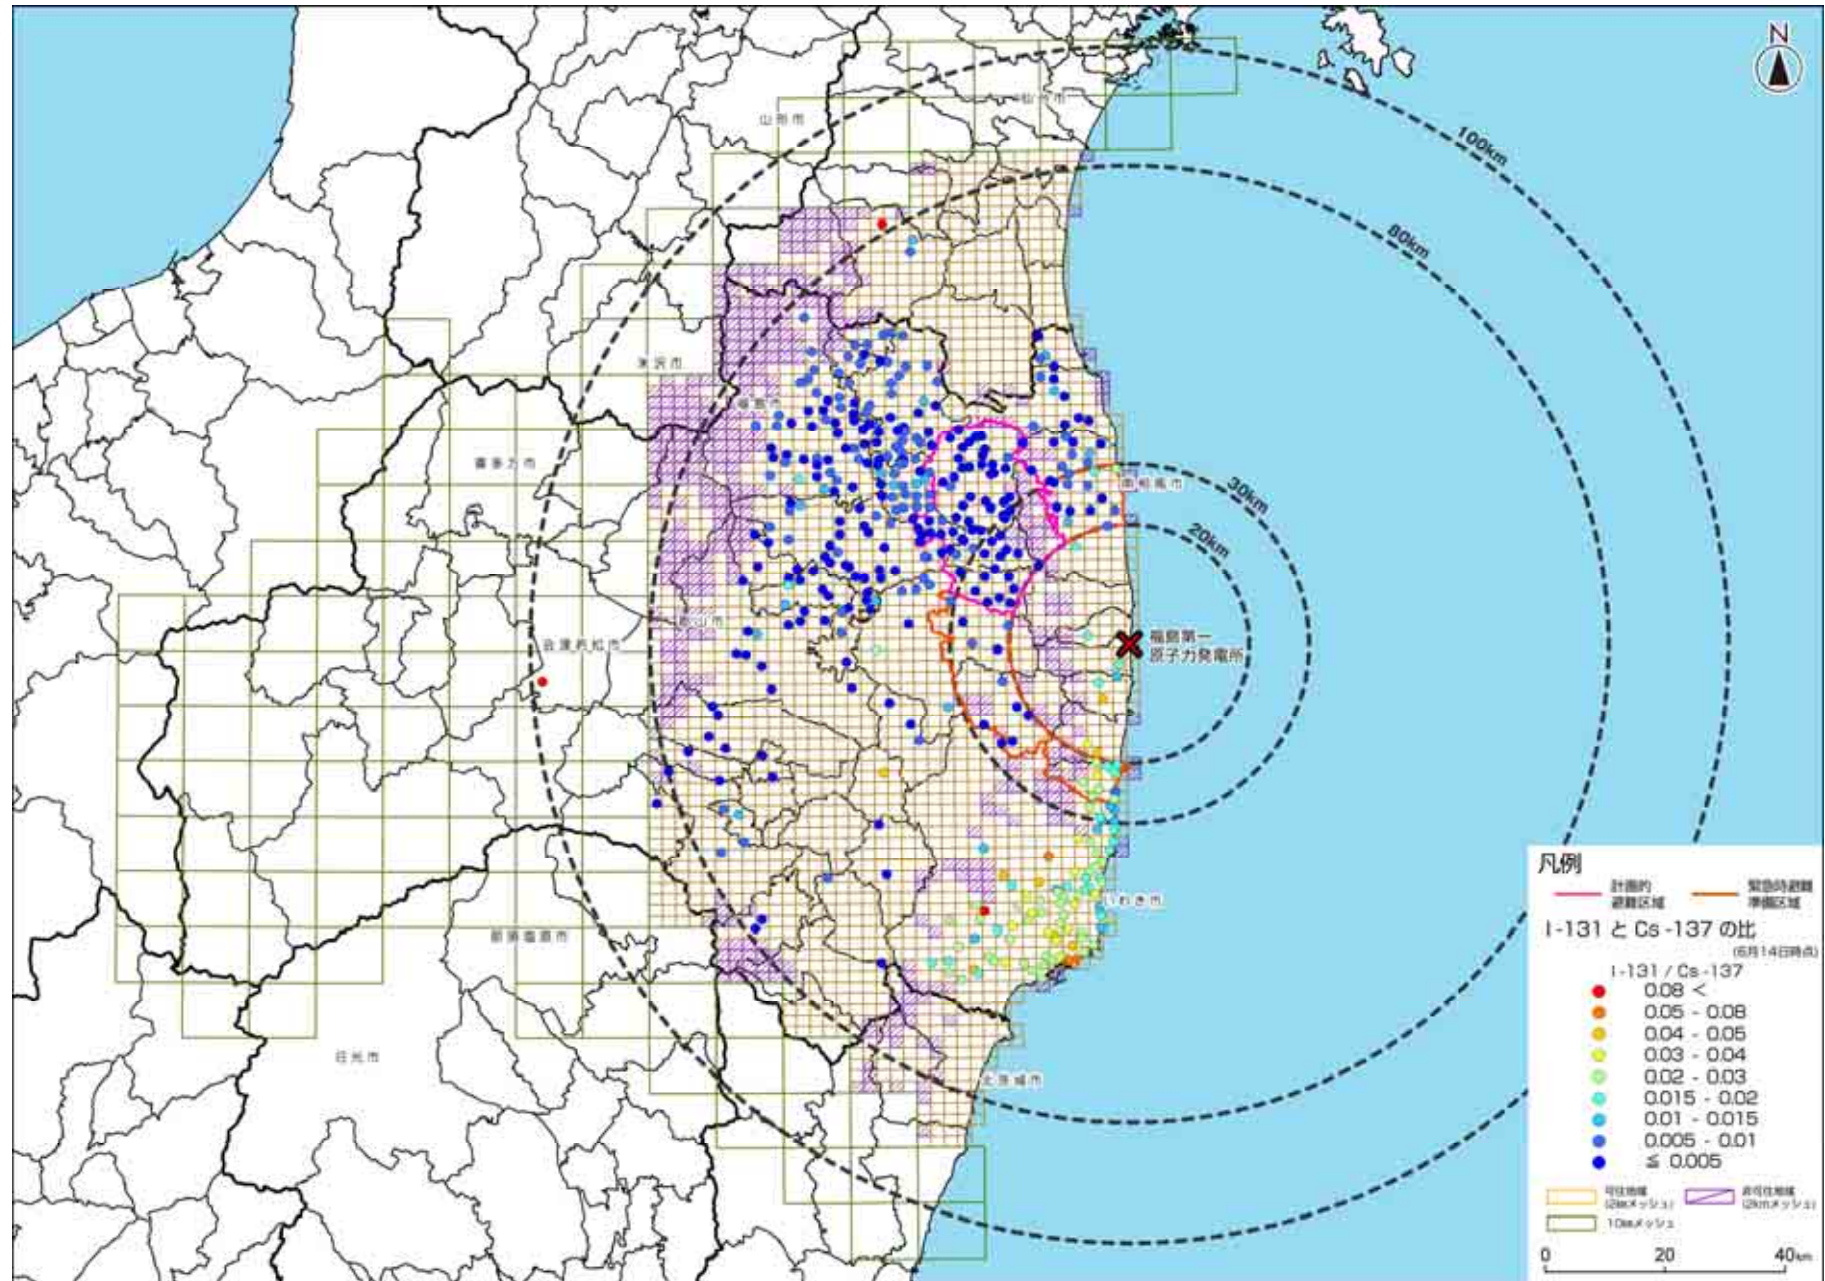 N
仙台市
山形市
100km
80km
米沢市
福島市
喜多方市
南相馬市
30km
20km
郡山市
会津若松市
福島第一
原子力発電所
いわき市
那須塩原市
日光市
北茨城市
凡例
計画的
避難区域
緊急時避難
準備区域
I-131 と Cs-137 の比
(6月14日時点)
I-131 / Cs-137
0.08 <
0.05 - 0.08
0.04 - 0.05
0.03 - 0.04
0.02 - 0.03
0.015 - 0.02
0.01 - 0.015
0.005 - 0.01
≦ 0.005
可住地域
(2kmメッシュ)
非可住地域
(2kmメッシュ)
10kmメッシュ
0 20 40km